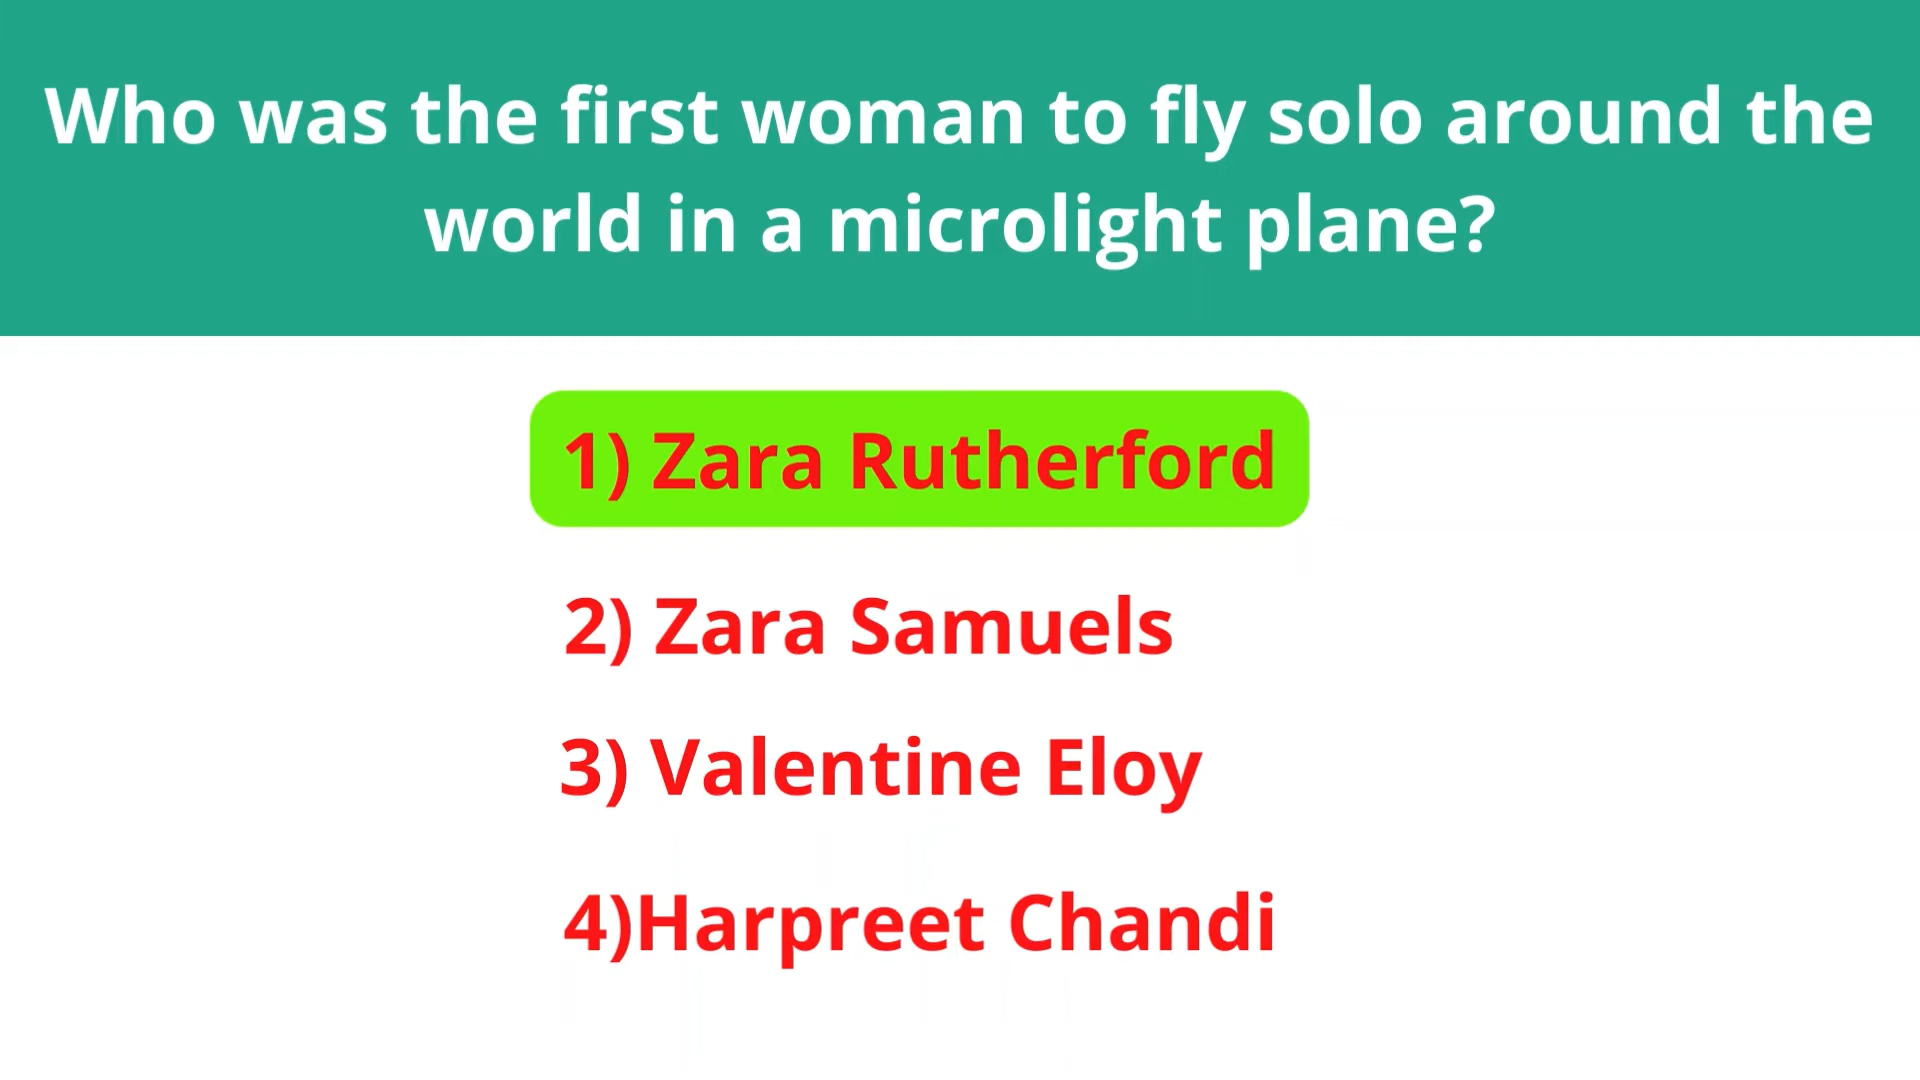 Who was the first woman to fly solo around the
world in a microlight plane?
1) Zara Rutherford
2) Zara Samuels
3) Valentine Eloy
4)Harpreet Chandi